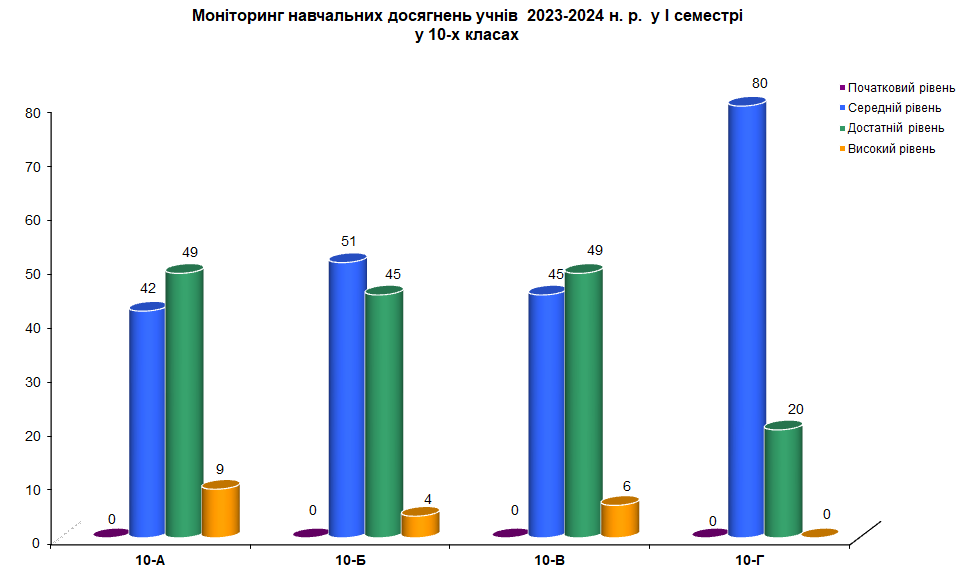 Моніторинг навчальних досягнень учнів 2023-2024 н. р. у І семестрі
у 10-х класах
Початковий рівень
Середній рівень
Достатній рівень
Високий рівень
80
70
60
50
40
30
20
10
0
0
42
49
9
0
51
45
4
0
45
49
6
0
80
20
0
10-А
10-Б
10-В
10-Г